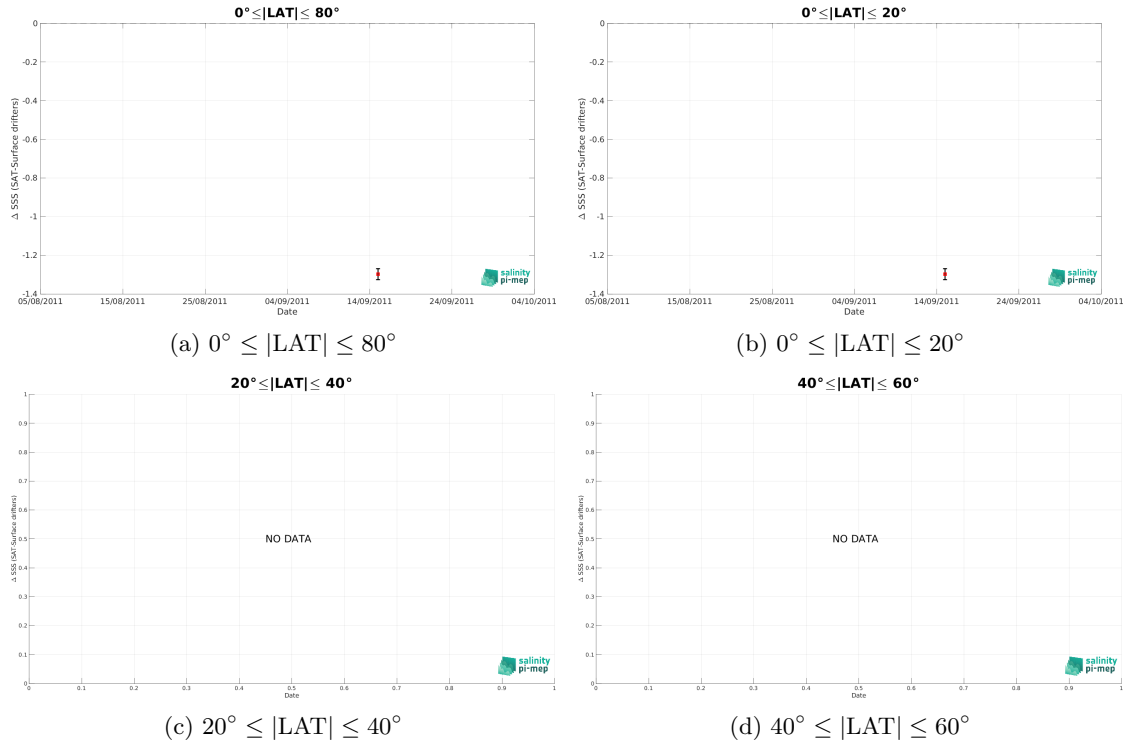 0°≤|LAT|≤ 80°
0
-0.2
-0.4
-0.6
-0.8
-1
-1.2
-1.4
Δ SSS (SAT-Surface drifters)
05/08/2011 15/08/2011 25/08/2011 04/09/2011 14/09/2011 24/09/2011 04/10/2011
Date
salinity
pi-mep
(a) 0° ≤ |LAT| ≤ 80°
0°≤|LAT|≤ 20°
0
-0.2
-0.4
-0.6
-0.8
-1
-1.2
-1.4
Δ SSS (SAT-Surface drifters)
05/08/2011 15/08/2011 25/08/2011 04/09/2011 14/09/2011 24/09/2011 04/10/2011
Date
salinity
pi-mep
(b) 0° ≤ |LAT| ≤ 20°
20°≤|LAT|≤ 40°
1
0.9
0.8
0.7
0.6
0.5
0.4
0.3
0.2
0.1
0
Δ SSS (SAT-Surface drifters)
NO DATA
0 0.1 0.2 0.3 0.4 0.5 0.6 0.7 0.8 0.9 1
Date
salinity
pi-mep
(c) 20° ≤ |LAT| ≤ 40°
40°≤|LAT|≤ 60°
1
0.9
0.8
0.7
0.6
0.5
0.4
0.3
0.2
0.1
0
Δ SSS (SAT-Surface drifters)
NO DATA
0 0.1 0.2 0.3 0.4 0.5 0.6 0.7 0.8 0.9 1
Date
salinity
pi-mep
(d) 40° ≤ |LAT| ≤ 60°